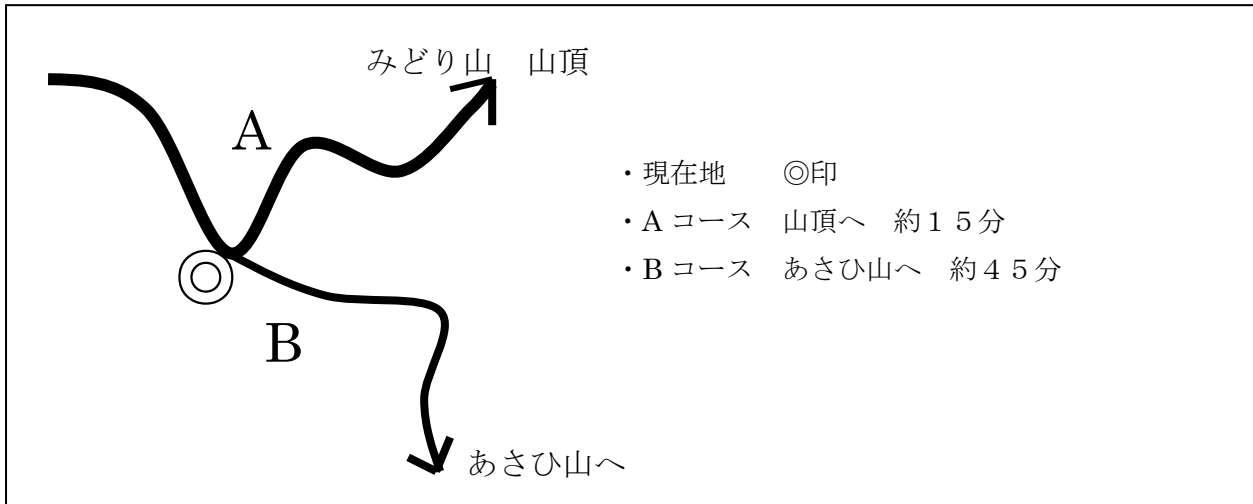 みどり山　山頂
A
・現在地　　◎印
・A コース　山頂へ　約１５分
・B コース　あさひ山へ　約４５分
B
あさひ山へ